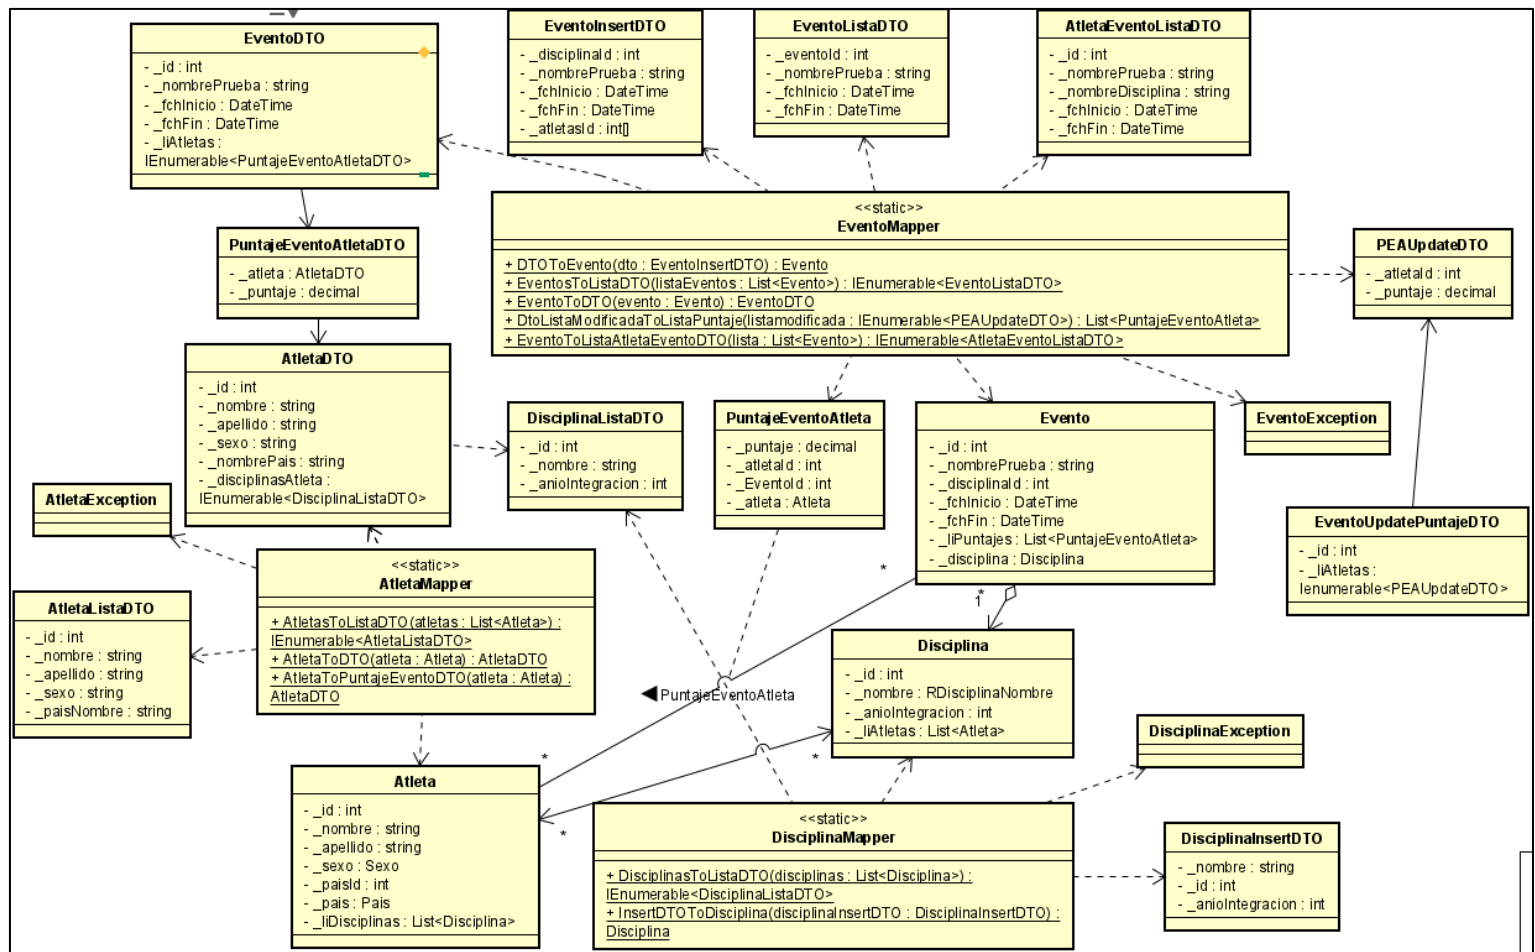 EventoDTO
- _id : int
- _nombrePrueba : string
- _fchInicio : DateTime
- _fchFin : DateTime
- _liAtletas :
IEnumerable<PuntajeEventoAtletaDTO>
EventoInsertDTO
- _disciplinaId : int
- _nombrePrueba : string
- _fchInicio : DateTime
- _fchFin : DateTime
- _atletasId : int[]
EventoListaDTO
- _eventoId : int
- _nombrePrueba : string
- _fchInicio : DateTime
- _fchFin : DateTime
AtletaEventoListaDTO
- _id : int
- _nombrePrueba : string
- _nombreDisciplina : string
- _fchInicio : DateTime
- _fchFin : DateTime
<<static>>
EventoMapper
+ DTOToEvento(dto : EventoInsertDTO) : Evento
+ EventosToListaDTO(listaEventos : List<Evento>) : IEnumerable<EventoListaDTO>
+ EventoToDTO(evento : Evento) : EventoDTO
+ DtoListaModificadaToListaPuntaje(listamodificada : IEnumerable<PEAUpdateDTO>) : List<PuntajeEventoAtleta>
+ EventoToListaAtletaEventoDTO(lista : List<Evento>) : IEnumerable<AtletaEventoListaDTO>
PuntajeEventoAtletaDTO
- _atleta : AtletaDTO
- _puntaje : decimal
PEAUpdateDTO
- _atletaId : int
- _puntaje : decimal
AtletaDTO
- _id : int
- _nombre : string
- _apellido : string
- _sexo : string
- _nombrePais : string
- _disciplinasAtleta :
IEnumerable<DisciplinaListaDTO>
DisciplinaListaDTO
- _id : int
- _nombre : string
- _anioIntegracion : int
PuntajeEventoAtleta
- _puntaje : decimal
- _atletaId : int
- _EventoId : int
- _atleta : Atleta
Evento
- _id : int
- _nombrePrueba : string
- _disciplinaId : int
- _fchInicio : DateTime
- _fchFin : DateTime
- _liPuntajes : List<PuntajeEventoAtleta>
- _disciplina : Disciplina
EventoException
AtletaException
EventoUpdatePuntajeDTO
- _id : int
- _liAtletas :
Ienumerable<PEAUpdateDTO>
<<static>>
AtletaMapper
+ AtletasToListaDTO(atletas : List<Atleta>) :
IEnumerable<AtletaListaDTO>
+ AtletaToDTO(atleta : Atleta) : AtletaDTO
+ AtletaToPuntajeEventoDTO(atleta : Atleta) :
AtletaDTO
AtletaListaDTO
- _id : int
- _nombre : string
- _apellido : string
- _sexo : string
- _paisNombre : string
*
*
1
Disciplina
- _id : int
- _nombre : RDisciplinaNombre
- _anioIntegracion : int
- _liAtletas : List<Atleta>
PuntajeEventoAtleta
DisciplinaException
*
*
*
Atleta
- _id : int
- _nombre : string
- _apellido : string
- _sexo : Sexo
- _paisId : int
- _pais : Pais
- _liDisciplinas : List<Disciplina>
<<static>>
DisciplinaMapper
+ DisciplinasToListaDTO(disciplinas : List<Disciplina>) :
IEnumerable<DisciplinaListaDTO>
+ InsertDTOToDisciplina(disciplinaInsertDTO : DisciplinaInsertDTO) :
Disciplina
DisciplinaInsertDTO
- _nombre : string
- _id : int
- _anioIntegracion : int